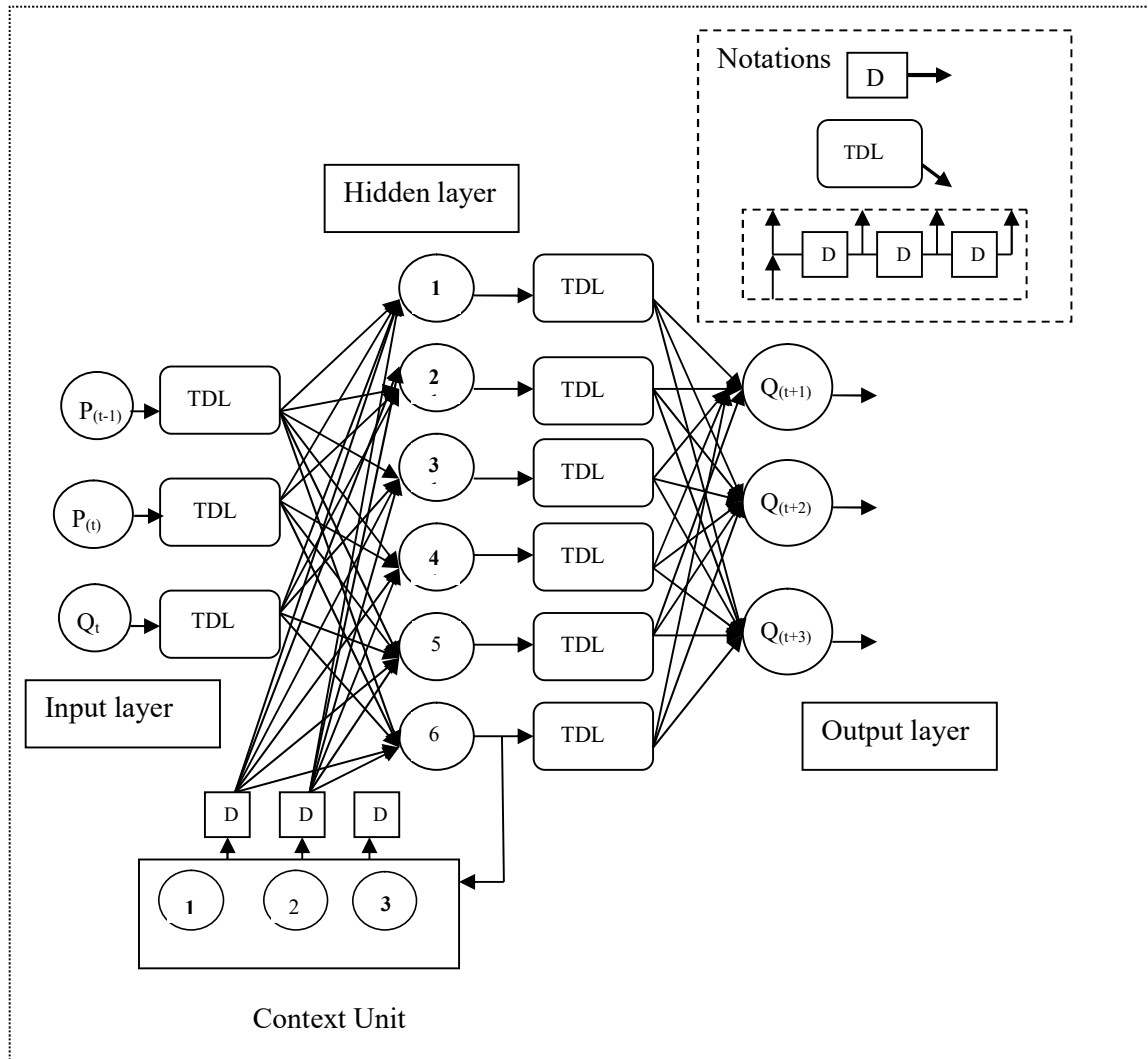 Notations
D
TDL
D D D
Hidden layer
1 TDL
2 TDL
3 TDL
4 TDL
5 TDL
6 TDL
P(t-1) TDL
P(t) TDL
Qt TDL
Input layer
Q(t+1)
Q(t+2)
Q(t+3)
Output layer
D D D
1 2 3
Context Unit